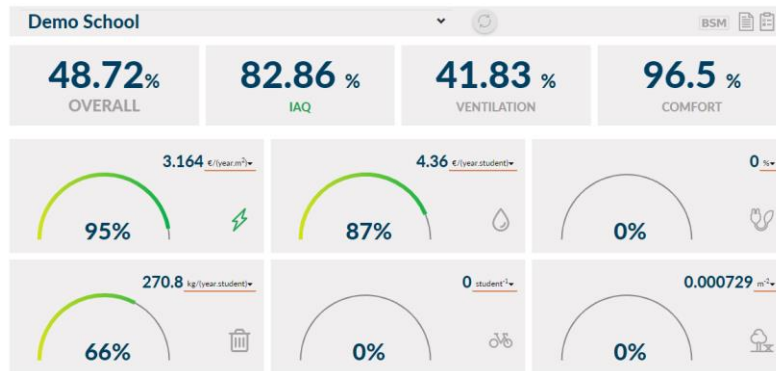 Demo School BSM
48.72% 82.86 % 41.83 % 96.5 %
OVERALL IAQ VENTILATION COMFORT
3.164 €/(year.m²) 4.36 €/(year.student) 0 %
95% 87% 0%
270.8 kg/(year.student) 0 student⁻¹ 0.000729 m⁻²
66% 0% 0%